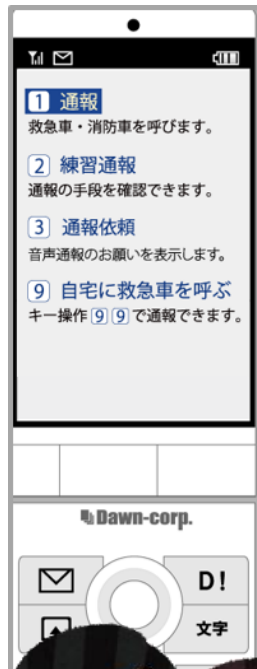 1 通報
救急車・消防車を呼びます。
2 練習通報
通報の手段を確認できます。
3 通報依頼
音声通報のお願いを表示します。
9 自宅に救急車を呼ぶ
キー操作99で通報できます。
Dawn-corp.
D!
文字